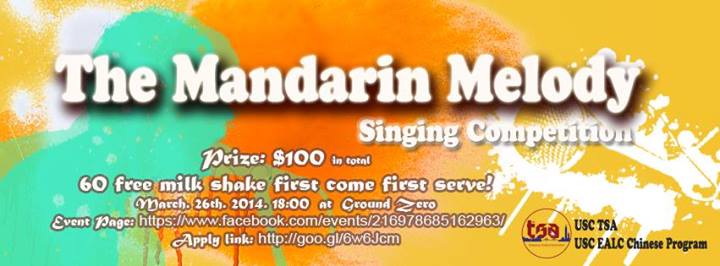 The Mandarin Melody
Singing Competition
Prize: $100 in total
60 free milk shake first come first serve!
March, 26th. 2014. 18:00 at Ground Zero
Event Page: https://www.facebook.com/events/216978685162963/
Apply link: http://goo.gl/6w6Jcm
tsa
USC TSA
USC EALC Chinese Program